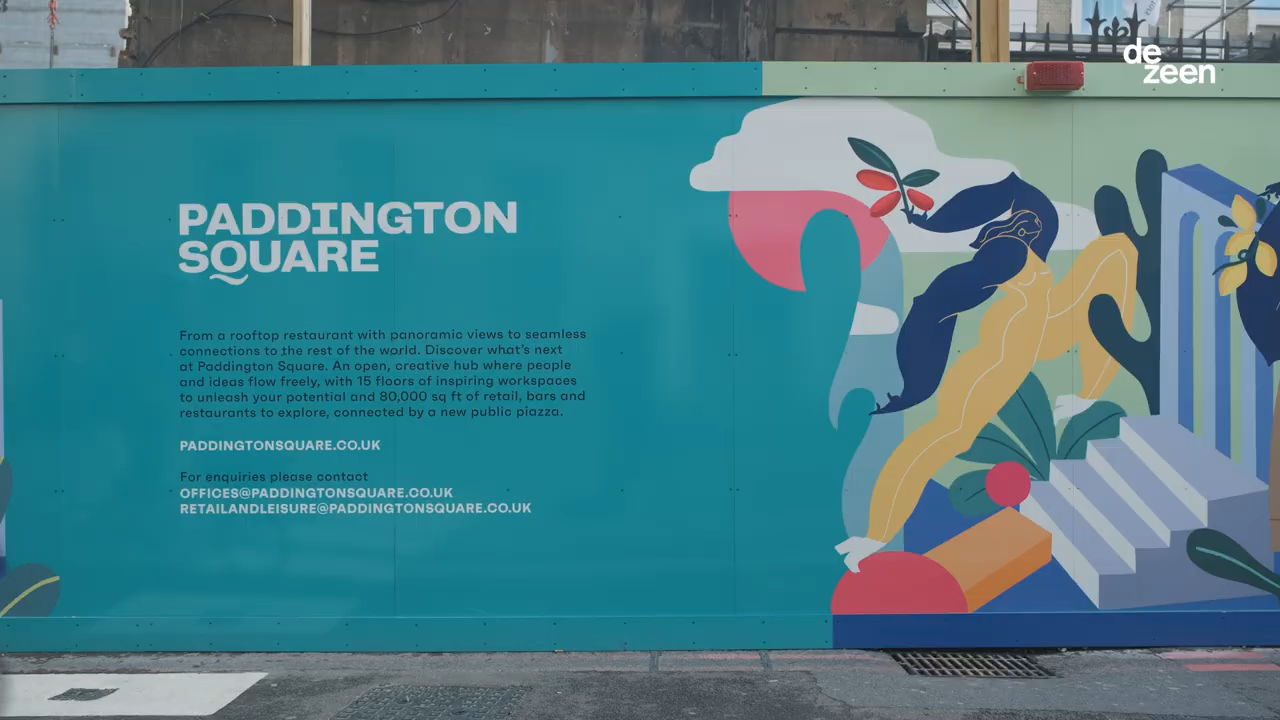 de
zeen
PADDINGTON
SQUARE
From a rooftop restaurant with panoramic views to seamless
connections to the rest of the world. Discover what's next
at Paddington Square. An open, creative hub where people
and ideas flow freely, with 15 floors of inspiring workspaces
to unleash your potential and 80,000 sq ft of retail, bars and
restaurants to explore, connected by a new public piazza.
PADDINGTONSQUARE.CO.UK
For enquiries please contact
OFFICES@PADDINGTONSQUARE.CO.UK
RETAILANDLEISURE@PADDINGTONSQUARE.CO.UK